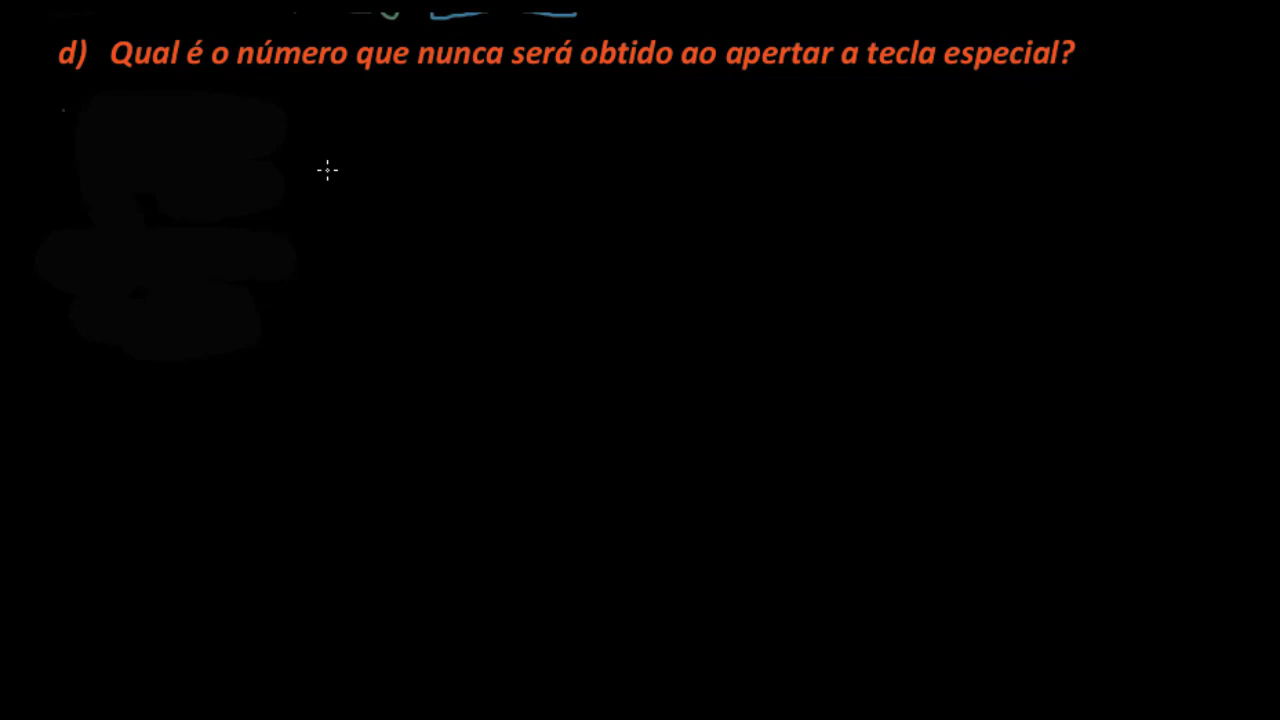 d) Qual é o número que nunca será obtido ao apertar a tecla especial?